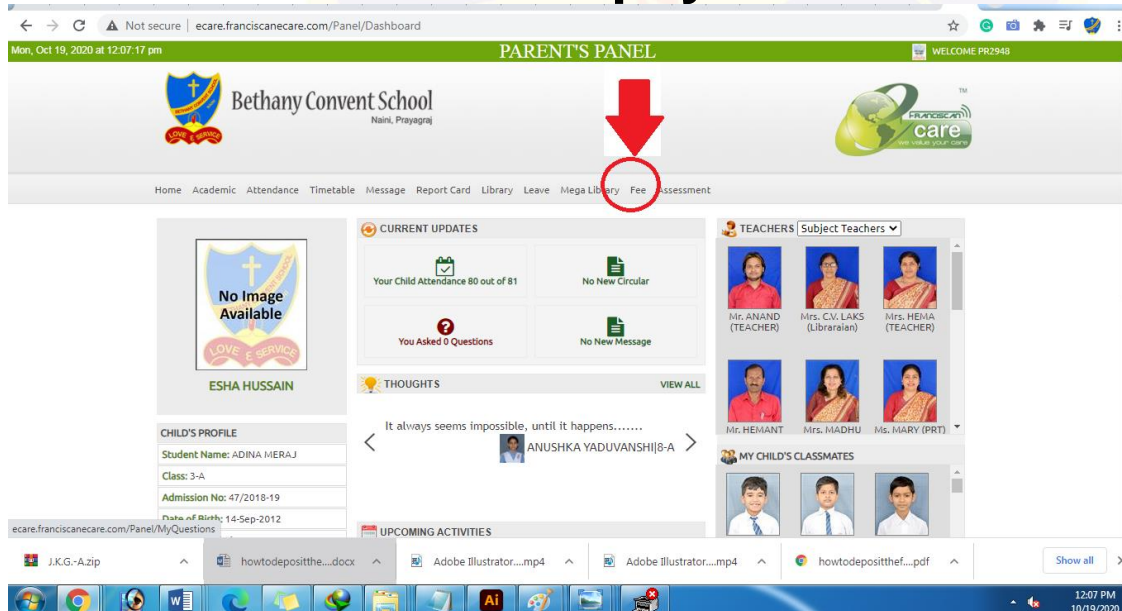 Not secure | ecare.franciscanecare.com/Panel/Dashboard
Mon, Oct 19, 2020 at 12:07:17 pm
PARENT'S PANEL
WELCOME PR2948
Bethany Convent School
Naini, Prayagraj
LOVE & SERVICE
FRANCISCAN
e care
TM
we value your care
Home Academic Attendance Timetable Message Report Card Library Leave Mega Library Fee Assessment
No Image
Available
LOVE & SERVICE
ESHA HUSSAIN
CHILD'S PROFILE
Student Name: ADINA MERAJ
Class: 3-A
Admission No: 47/2018-19
Date of Birth: 14-Sep-2012
CURRENT UPDATES
Your Child Attendance 80 out of 81
No New Circular
You Asked 0 Questions
No New Message
THOUGHTS
VIEW ALL
It always seems impossible, until it happens.......
ANUSHKA YADUVANSHI|8-A
UPCOMING ACTIVITIES
TEACHERS Subject Teachers
Mr. ANAND
(TEACHER)
Mrs. C.V. LAKS
(Libraraian)
Mrs. HEMA
(TEACHER)
Mr. HEMANT
Mrs. MADHU
Ms. MARY (PRT)
MY CHILD'S CLASSMATES
ecare.franciscanecare.com/Panel/MyQuestions
J.K.G.-A.zip
howtodepositthe....docx
Adobe Illustrator....mp4
Adobe Illustrator....mp4
howtodepositthef....pdf
Show all
Ai
12:07 PM
10/19/2020